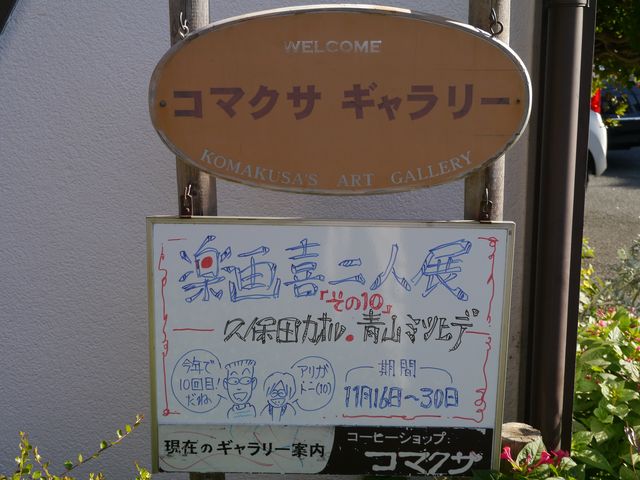 WELCOME
コマクサ ギャラリー
KOMAKUSA'S ART GALLERY
楽画喜二人展
「その10」
久保田カホル。青山ミツヒデ
今年で
10回目!
だね
アリガ
トニ(10)
期間
11月16日～30日
現在のギャラリー案内
コーヒーショップ
コマクサ